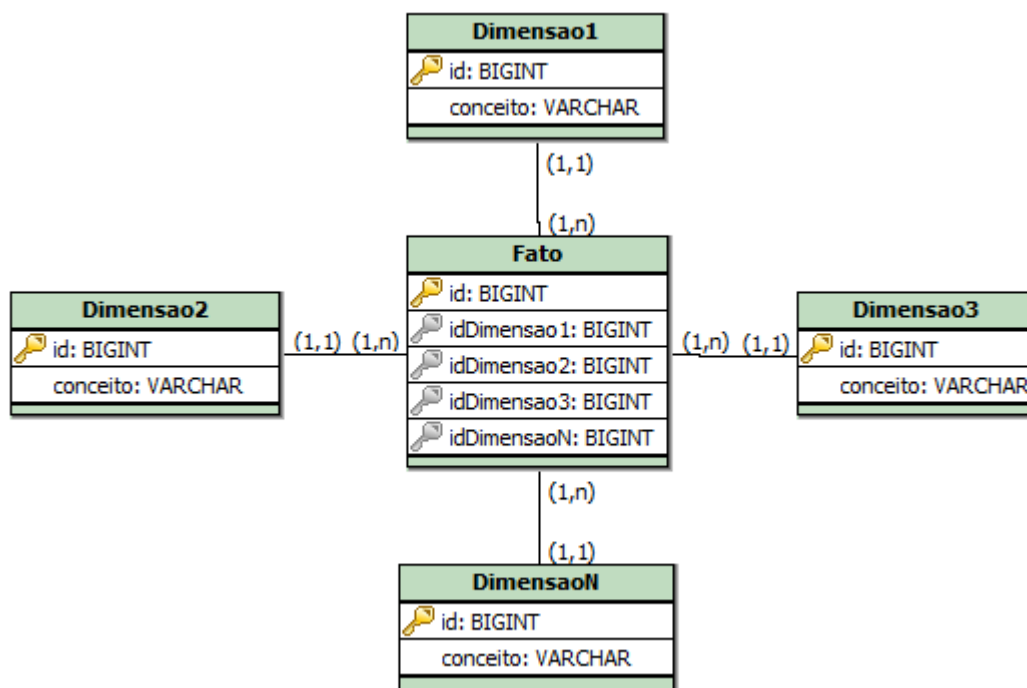 Dimensao1
id: BIGINT
conceito: VARCHAR
(1,1)
(1,n)
Fato
id: BIGINT
idDimensao1: BIGINT
idDimensao2: BIGINT
idDimensao3: BIGINT
idDimensaoN: BIGINT
Dimensao2
id: BIGINT
conceito: VARCHAR
(1,1) (1,n)
(1,n) (1,1)
Dimensao3
id: BIGINT
conceito: VARCHAR
(1,n)
(1,1)
DimensaoN
id: BIGINT
conceito: VARCHAR